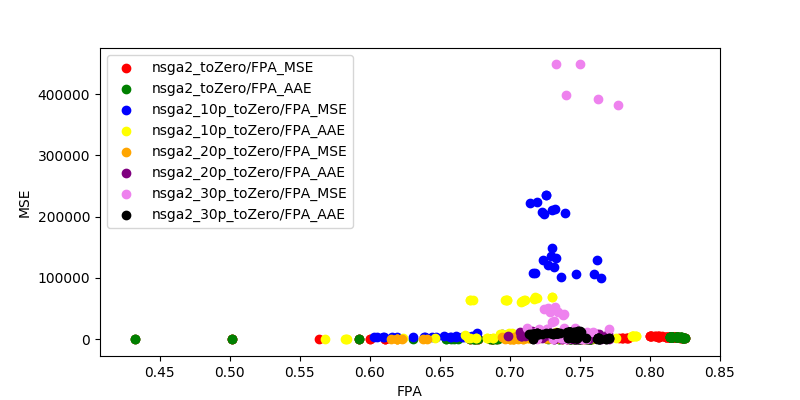 nsga2_toZero/FPA_MSE
nsga2_toZero/FPA_AAE
nsga2_10p_toZero/FPA_MSE
nsga2_10p_toZero/FPA_AAE
nsga2_20p_toZero/FPA_MSE
nsga2_20p_toZero/FPA_AAE
nsga2_30p_toZero/FPA_MSE
nsga2_30p_toZero/FPA_AAE
MSE
400000
300000
200000
100000
0
0.45 0.50 0.55 0.60 0.65 0.70 0.75 0.80 0.85
FPA